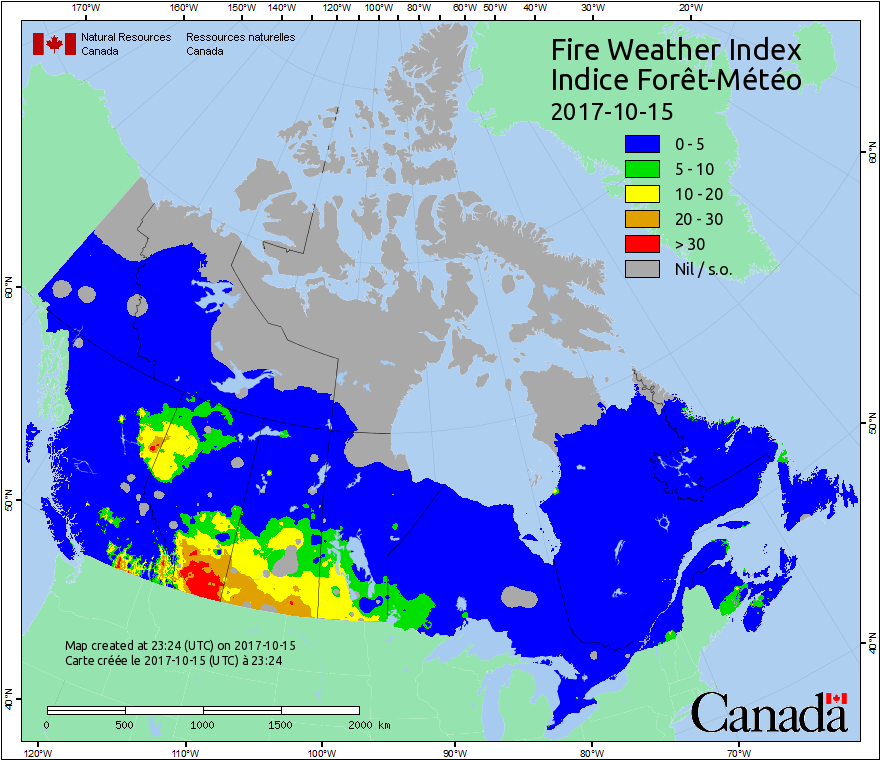 170°W 160°W 150°W 140°W 130°W 120°W 110°W 100°W 90°W 80°W 60°W 50°W 40°W 30°W 20°W
Natural Resources Ressources naturelles
Canada Canada
Fire Weather Index
Indice Forêt-Météo
2017-10-15
0 - 5
5 - 10
10 - 20
20 - 30
> 30
Nil / s.o.
60°N
60°N
50°N
50°N
40°N
40°N
Map created at 23:24 (UTC) on 2017-10-15
Carte créée le 2017-10-15 (UTC) à 23:24
0 500 1000 1500 2000 km
Canada
120°W 110°W 100°W 90°W 80°W 70°W